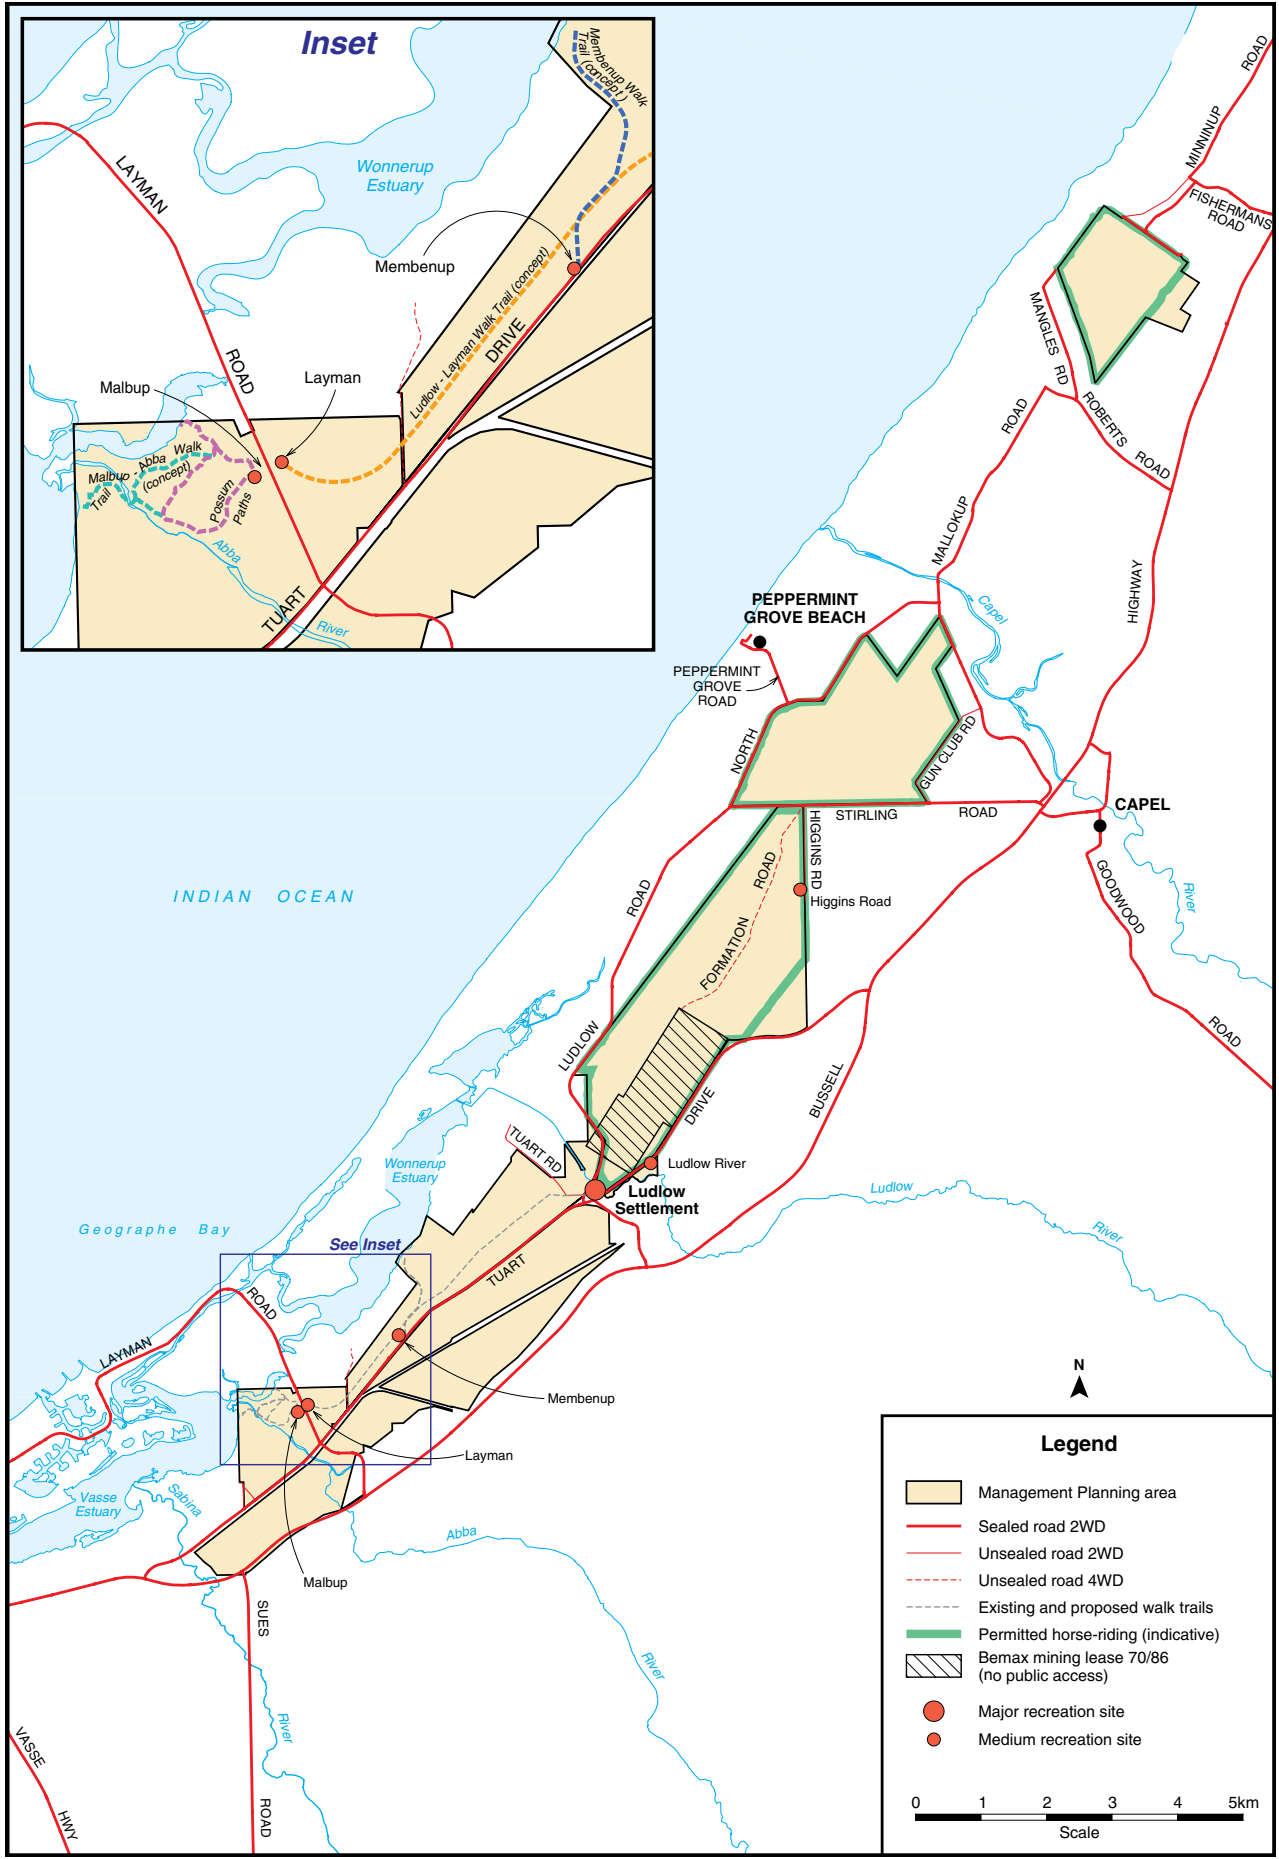 Inset
Membenup Walk
Trail (concept)
Wonnerup
Estuary
LAYMAN
ROAD
Membenup
Ludlow - Layman Walk Trail (concept)
DRIVE
Malbup
Layman
Malbup - Abba Walk
Trail (concept)
Possum
Paths
Abba
River
TUART
ROAD
MINNINUP
FISHERMANS
ROAD
MANGLES RD
ROBERTS
ROAD
ROAD
MALLOKUP
HIGHWAY
Capel
PEPPERMINT
GROVE BEACH
PEPPERMINT
GROVE
ROAD
NORTH
GUN CLUB RD
STIRLING
ROAD
CAPEL
HIGGINS RD
ROAD
FORMATION
Higgins Road
INDIAN OCEAN
ROAD
GOODWOOD
River
ROAD
LUDLOW
BUSSELL
DRIVE
TUART RD
Ludlow River
Ludlow
Settlement
Wonnerup
Estuary
Ludlow
River
Geographe Bay
See Inset
TUART
ROAD
LAYMAN
Membenup
Layman
Vasse
Estuary
Sabina
Abba
Malbup
SUES
River
River
ROAD
VASSE
HWY
N
Legend
Management Planning area
Sealed road 2WD
Unsealed road 2WD
Unsealed road 4WD
Existing and proposed walk trails
Permitted horse-riding (indicative)
Bemax mining lease 70/86
(no public access)
Major recreation site
Medium recreation site
0 1 2 3 4 5km
Scale